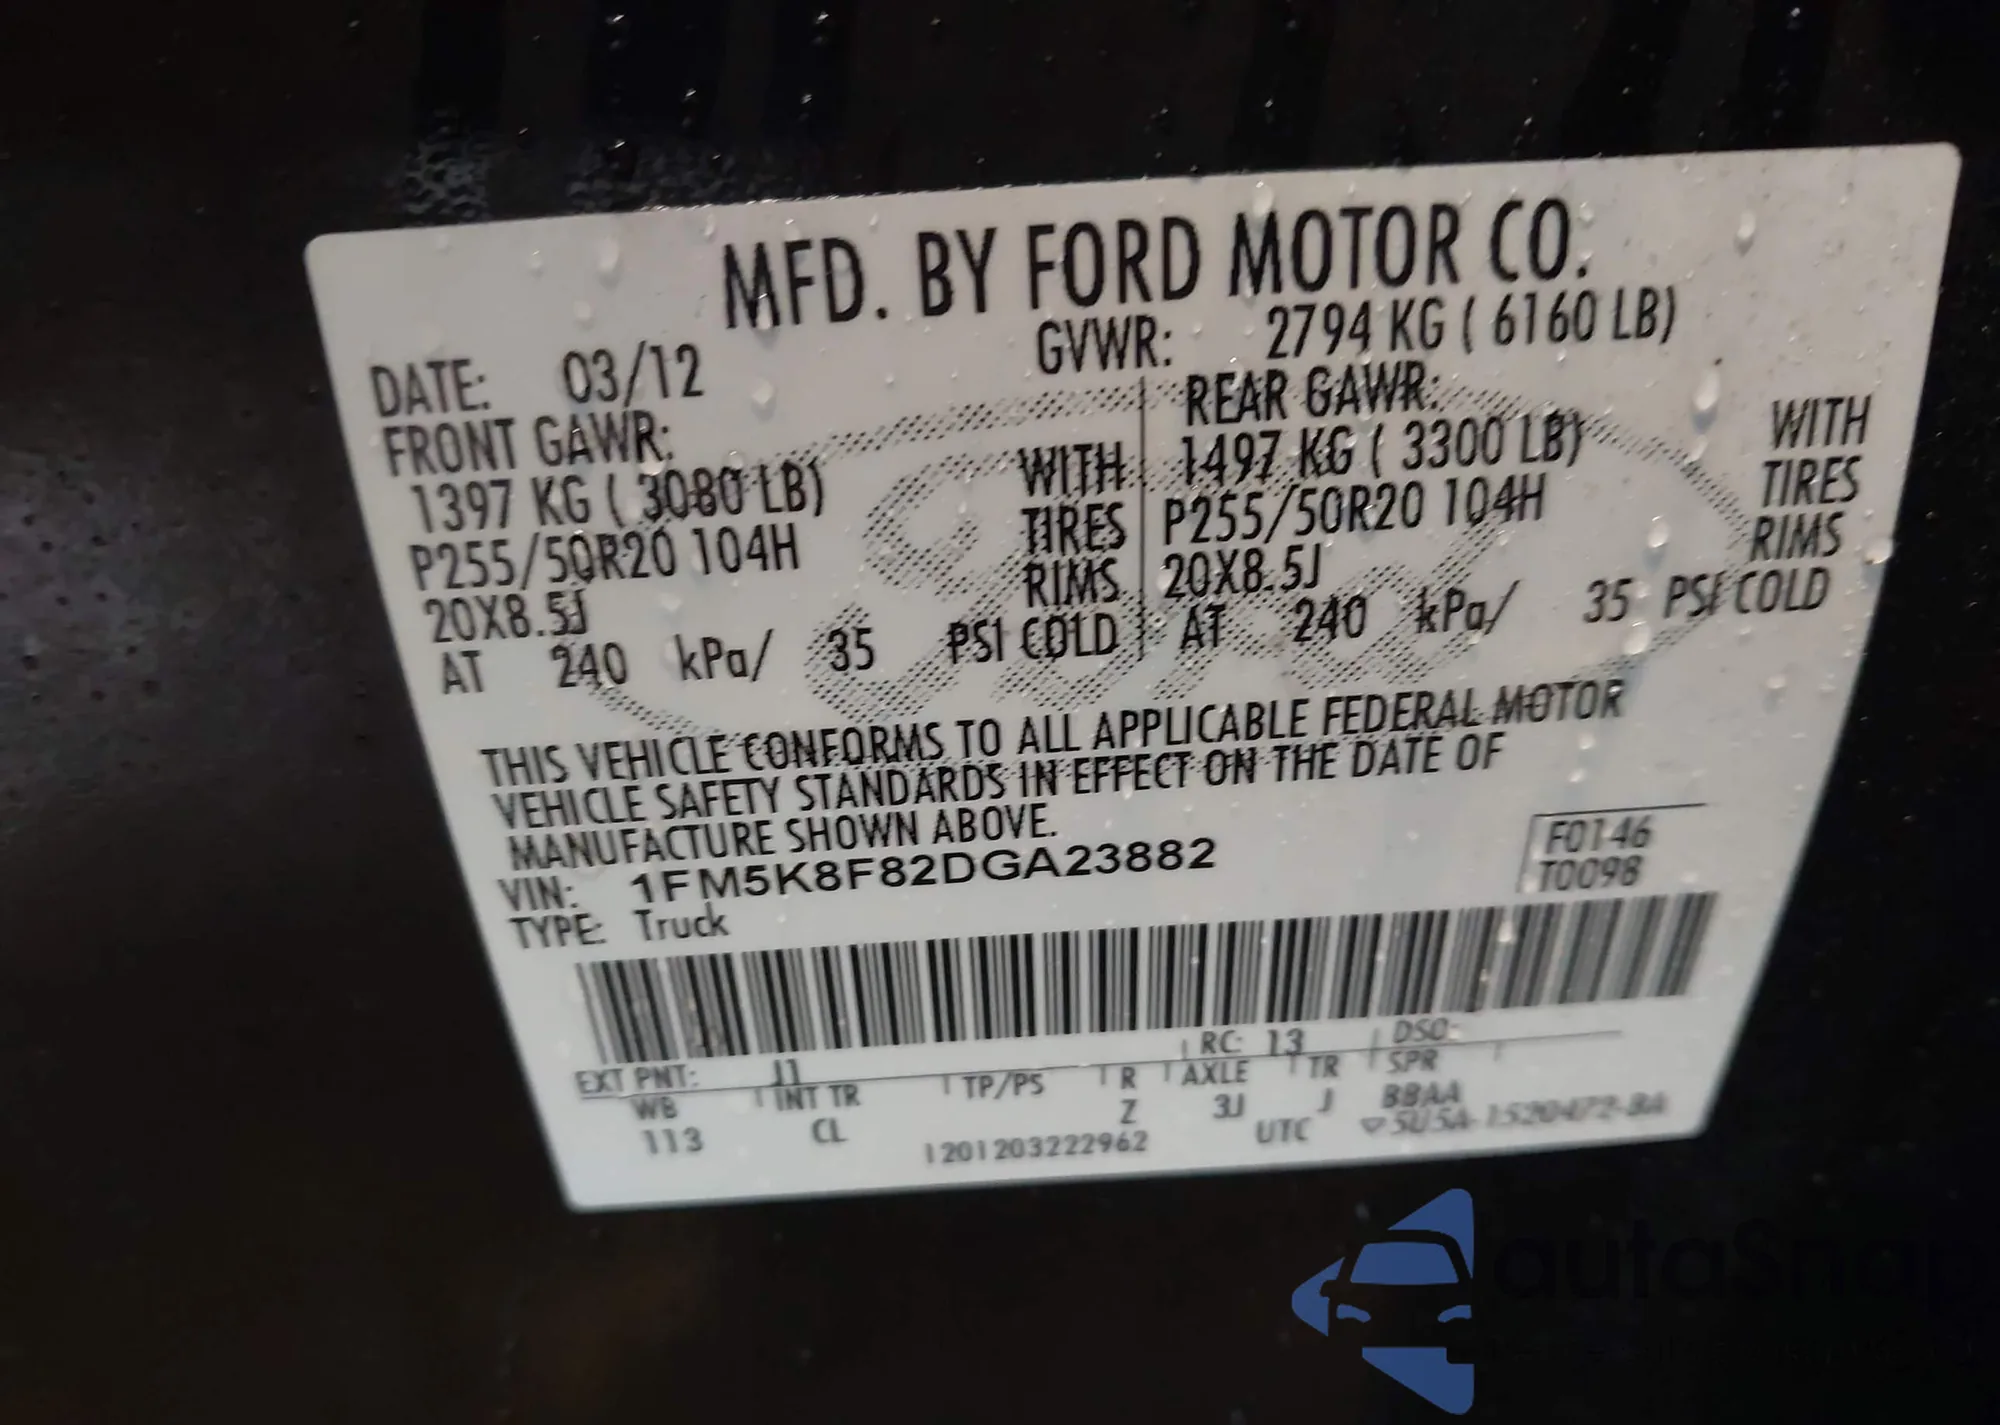 MFD. BY FORD MOTOR CO.
DATE: 03/12 GVWR: 2794 KG ( 6160 LB)
FRONT GAWR: REAR GAWR:
1397 KG ( 3080 LB) WITH 1497 KG ( 3300 LB) WITH
P255/50R20 104H TIRES P255/50R20 104H TIRES
20X8.5J RIMS 20X8.5J RIMS
AT 240 kPa/ 35 PSI COLD AT 240 kPa/ 35 PSI COLD
THIS VEHICLE CONFORMS TO ALL APPLICABLE FEDERAL MOTOR
VEHICLE SAFETY STANDARDS IN EFFECT ON THE DATE OF
MANUFACTURE SHOWN ABOVE.
VIN: 1FM5K8F82DGA23882
TYPE: Truck
F0146
T0098
EXT PNT: J1 RC: 13 DSO:
WB INT TR TP/PS R AXLE TR SPR
113 CL Z 3J J BBAA
1201203222962 UTC ▽5U5A-1520472-BA
autoSnap